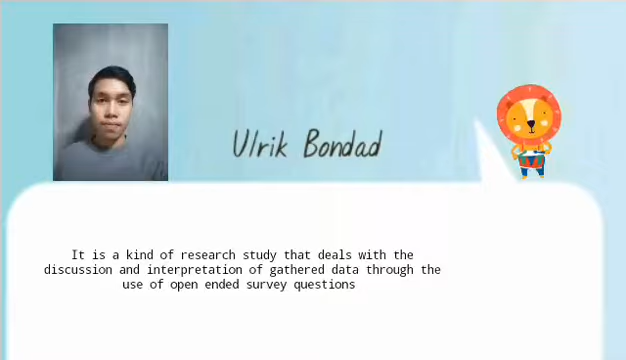 Ulrik Bondad
It is a kind of research study that deals with the
discussion and interpretation of gathered data through the
use of open ended survey questions